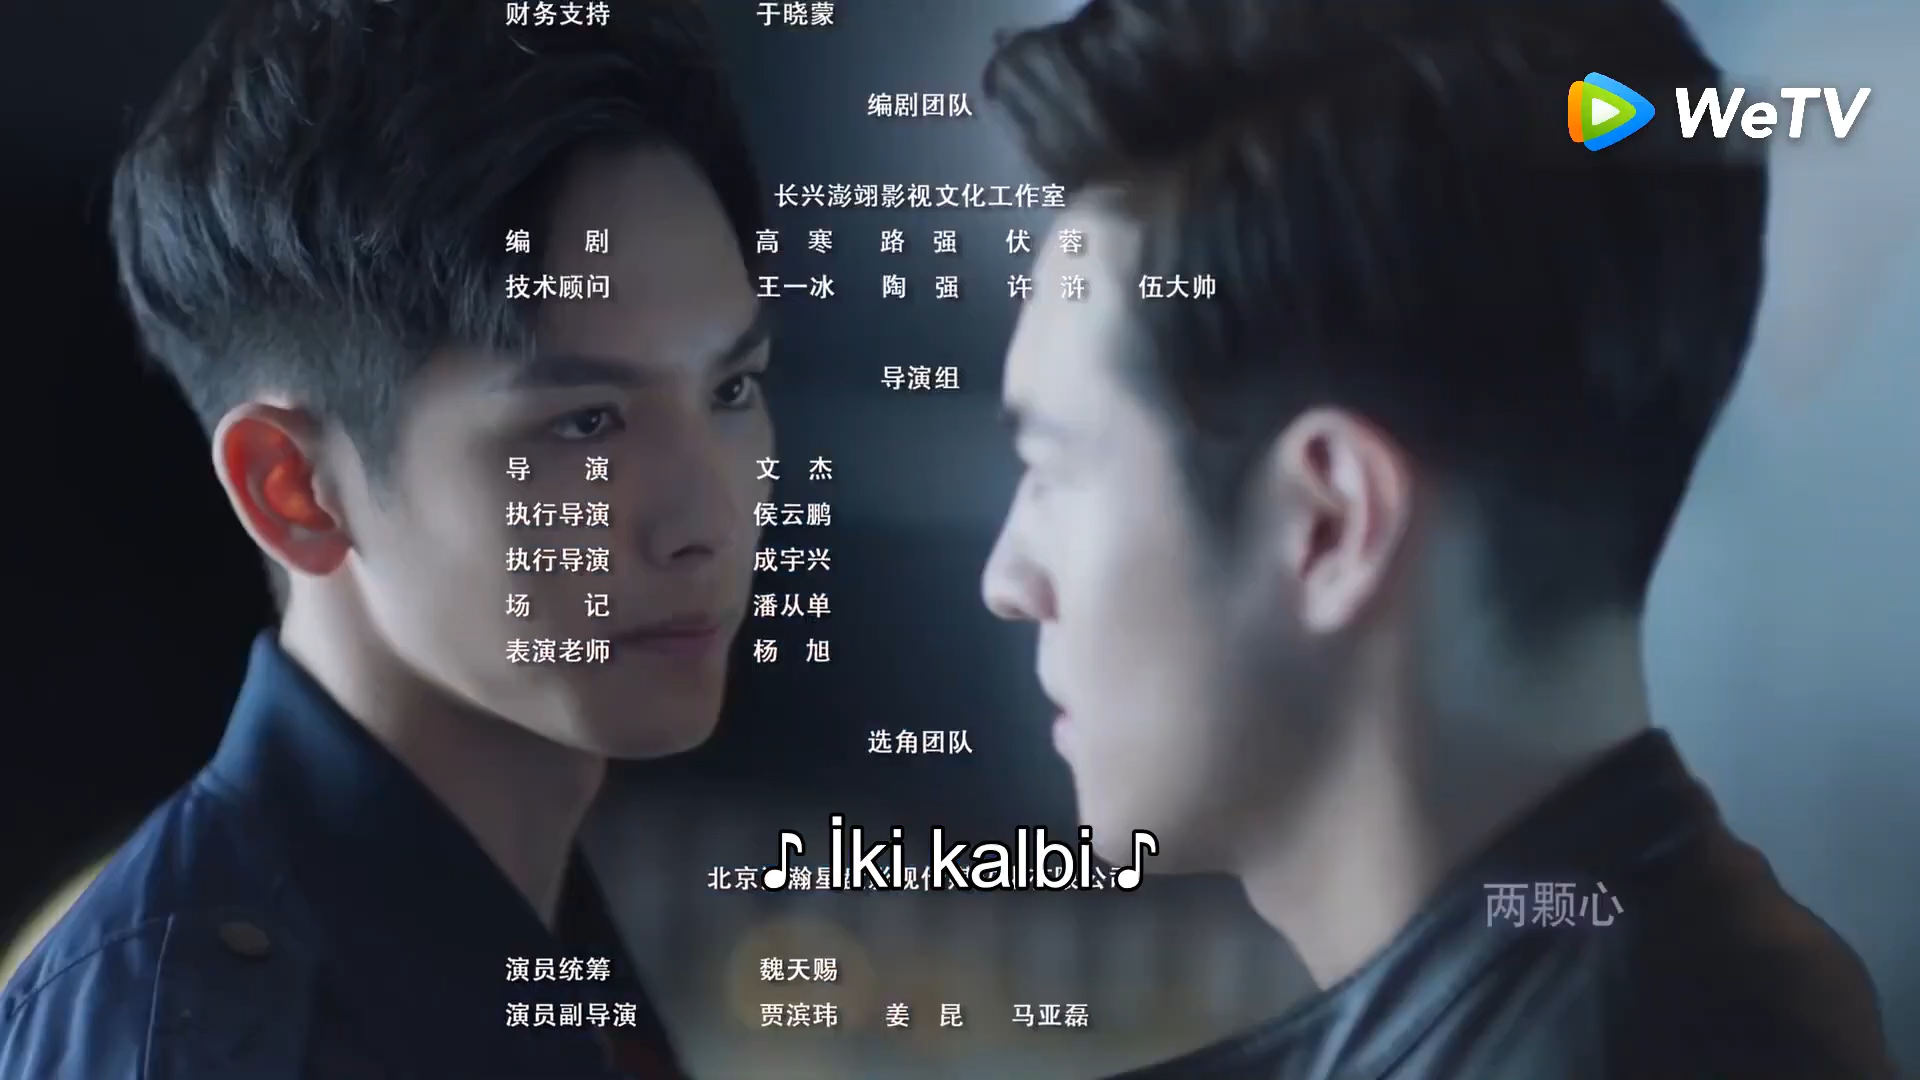 财务支持 于晓蒙
WeTV
编剧团队
长兴澎翊影视文化工作室
编 剧 高 寒 路 强 伏 蓉
技术顾问 王一冰 陶 强 许 浒 伍大帅
导演组
导 演 文 杰
执行导演 侯云鹏
执行导演 成宇兴
场 记 潘从单
表演老师 杨 旭
选角团队
♪ İki kalbi ♪
两颗心
演员统筹 魏天赐
演员副导演 贾滨玮 姜 昆 马亚磊